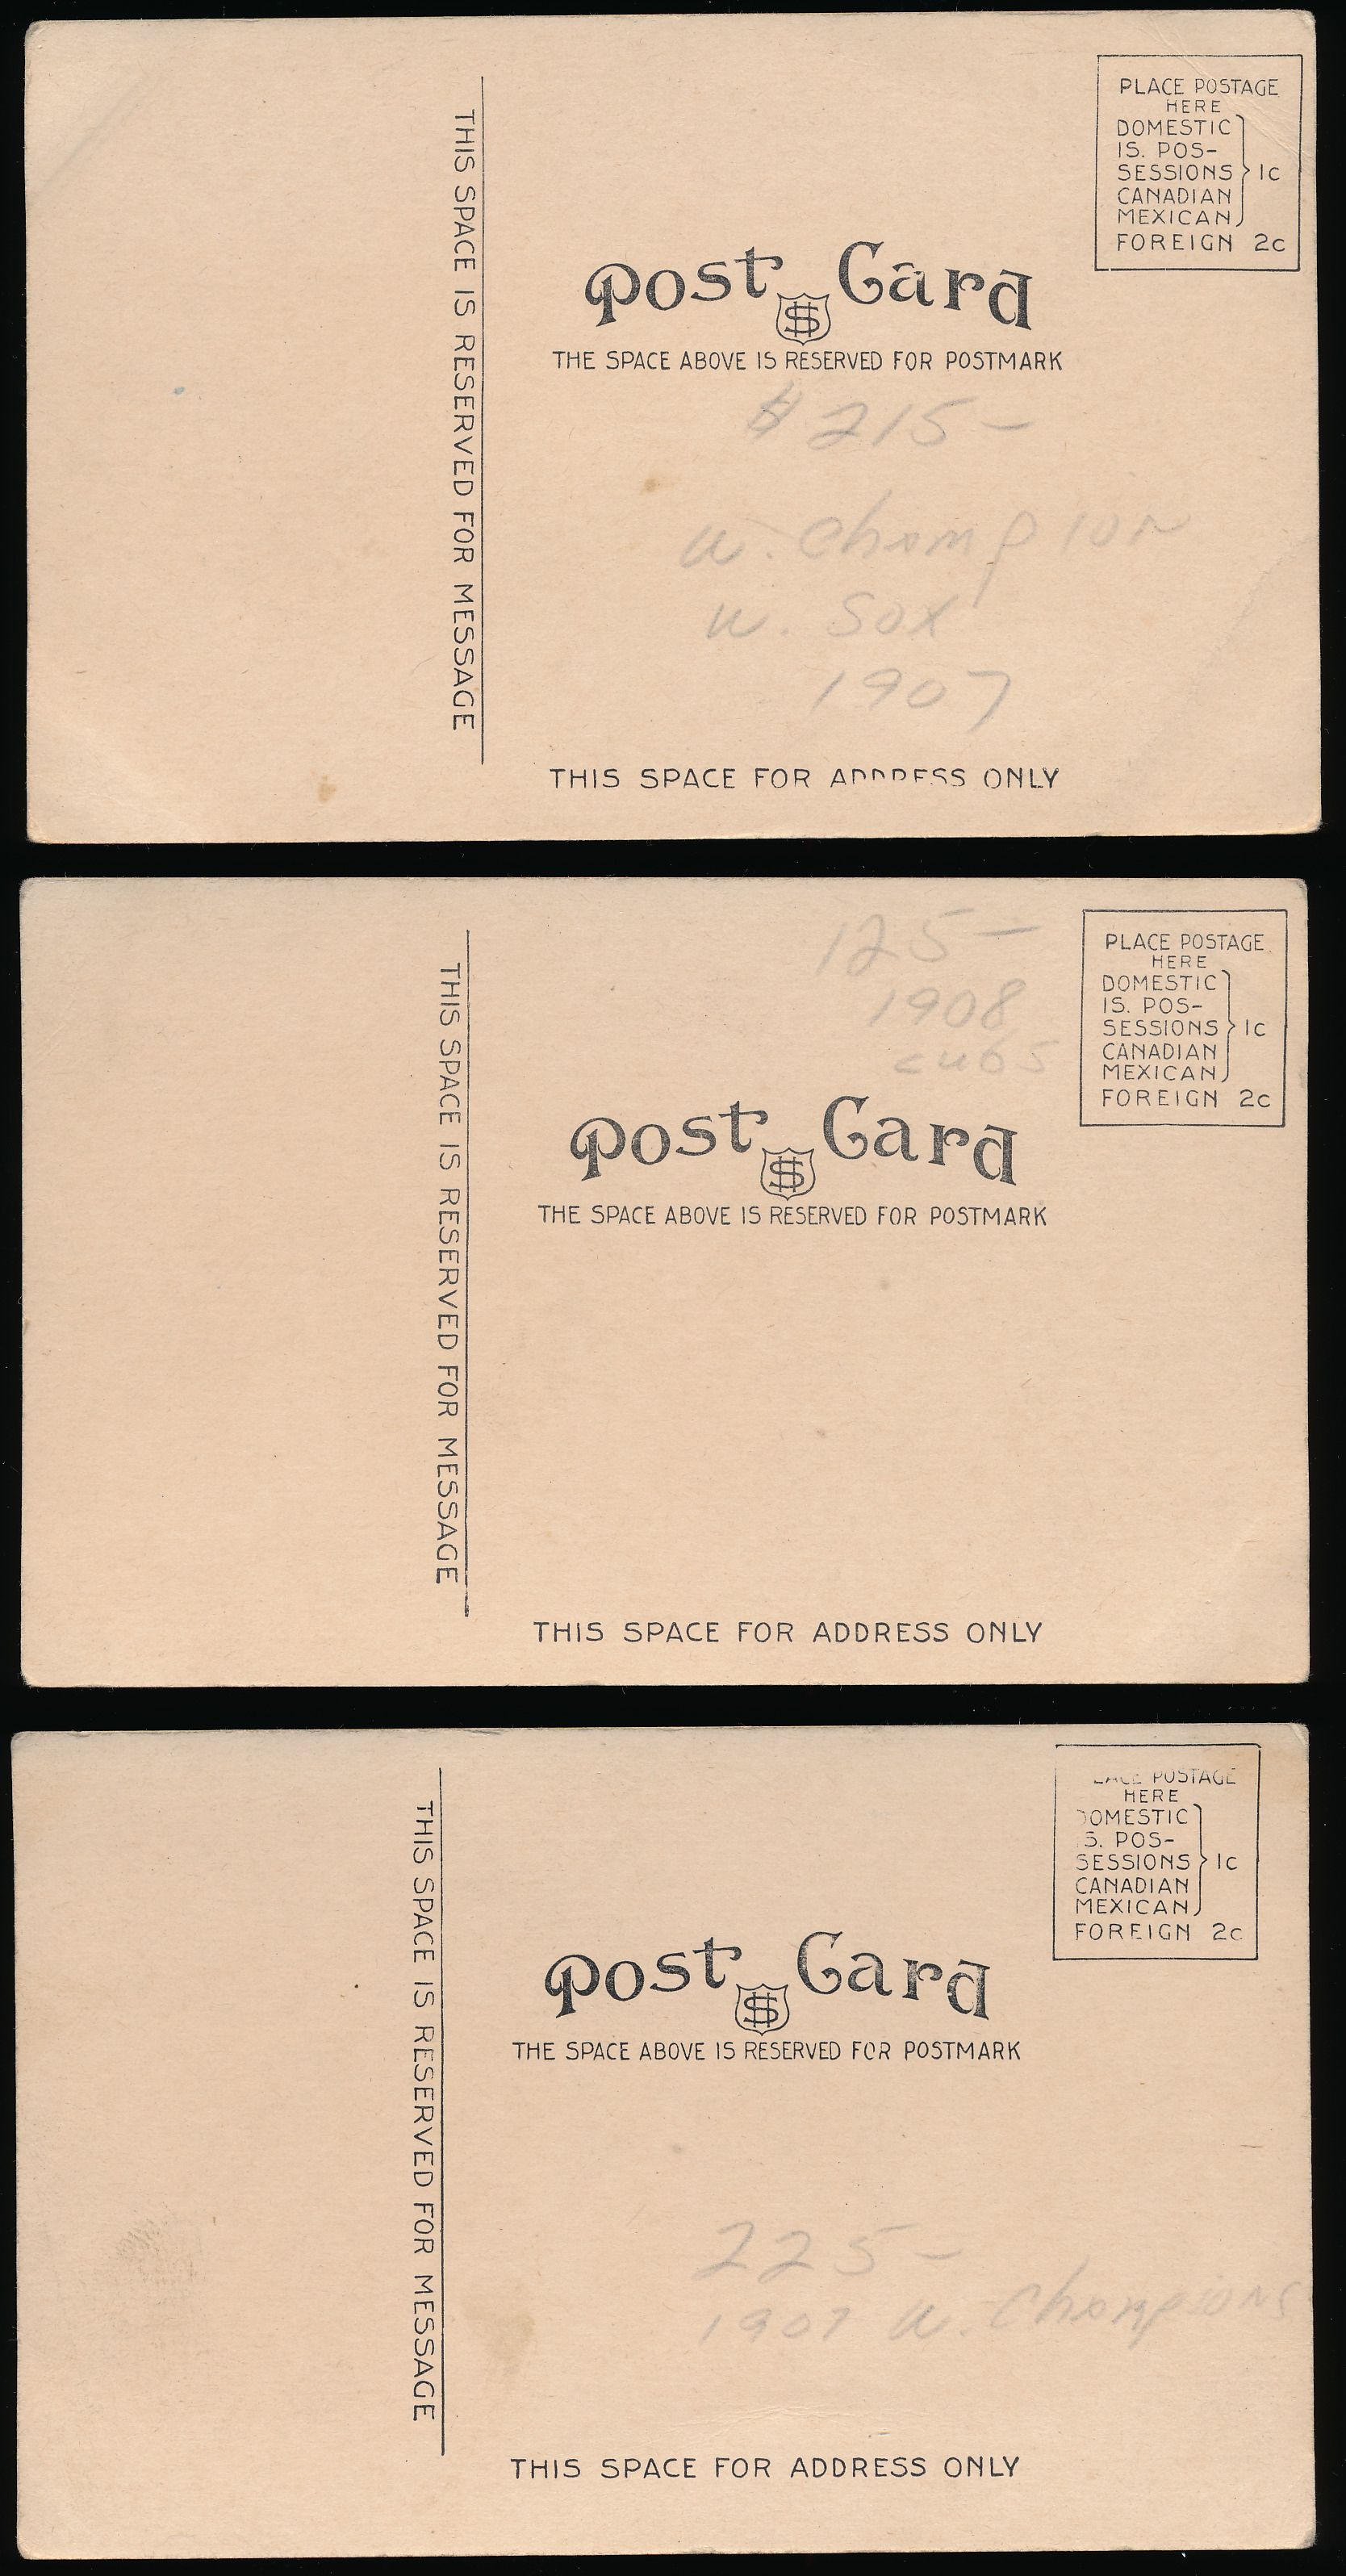 THIS SPACE IS RESERVED FOR MESSAGE
PLACE POSTAGE
HERE
DOMESTIC
IS. POS-
SESSIONS
CANADIAN
MEXICAN
1c
FOREIGN 2c
Post Card
THE SPACE ABOVE IS RESERVED FOR POSTMARK
$215-
W. Champion
W. Sox
1907
THIS SPACE FOR ADDRESS ONLY
THIS SPACE IS RESERVED FOR MESSAGE
125-
1908
cubs
PLACE POSTAGE
HERE
DOMESTIC
IS. POS-
SESSIONS
CANADIAN
MEXICAN
1c
FOREIGN 2c
Post Card
THE SPACE ABOVE IS RESERVED FOR POSTMARK
THIS SPACE FOR ADDRESS ONLY
THIS SPACE IS RESERVED FOR MESSAGE
LACE POSTAGE
HERE
DOMESTIC
S. POS-
SESSIONS
CANADIAN
MEXICAN
1c
FOREIGN 2c
Post Card
THE SPACE ABOVE IS RESERVED FOR POSTMARK
225-
1907 W. Champions
THIS SPACE FOR ADDRESS ONLY